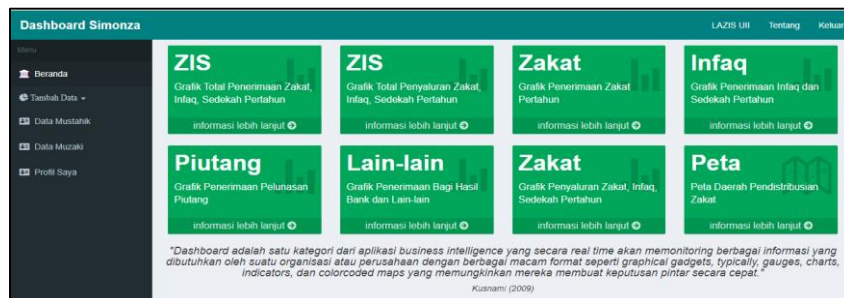 Dashboard Simonza
LAZIS UII Tentang Keluar
Menu
Beranda
Tambah Data
Data Mustahik
Data Muzaki
Profil Saya
ZIS
Grafik Total Penerimaan Zakat,
Infaq, Sedekah Pertahun
informasi lebih lanjut
ZIS
Grafik Total Penyaluran Zakat,
Infaq, Sedekah Pertahun
informasi lebih lanjut
Zakat
Grafik Penerimaan Zakat
Pertahun
informasi lebih lanjut
Infaq
Grafik Penerimaan Infaq dan
Sedekah Pertahun
informasi lebih lanjut
Piutang
Grafik Penerimaan Pelunasan
Piutang
informasi lebih lanjut
Lain-lain
Grafik Penerimaan Bagi Hasil
Bank dan Lain-lain
informasi lebih lanjut
Zakat
Grafik Penyaluran Zakat, Infaq,
Sedekah Pertahun
informasi lebih lanjut
Peta
Peta Daerah Pendistribusian
Zakat
informasi lebih lanjut
"Dashboard adalah satu kategori dari aplikasi business intelligence yang secara real time akan memonitoring berbagai informasi yang
dibutuhkan oleh suatu organisasi atau perusahaan dengan berbagai macam format seperti graphical gadgets, typically, gauges, charts,
indicators, dan colorcoded maps yang memungkinkan mereka membuat keputusan pintar secara cepat."
Kusnami (2009)